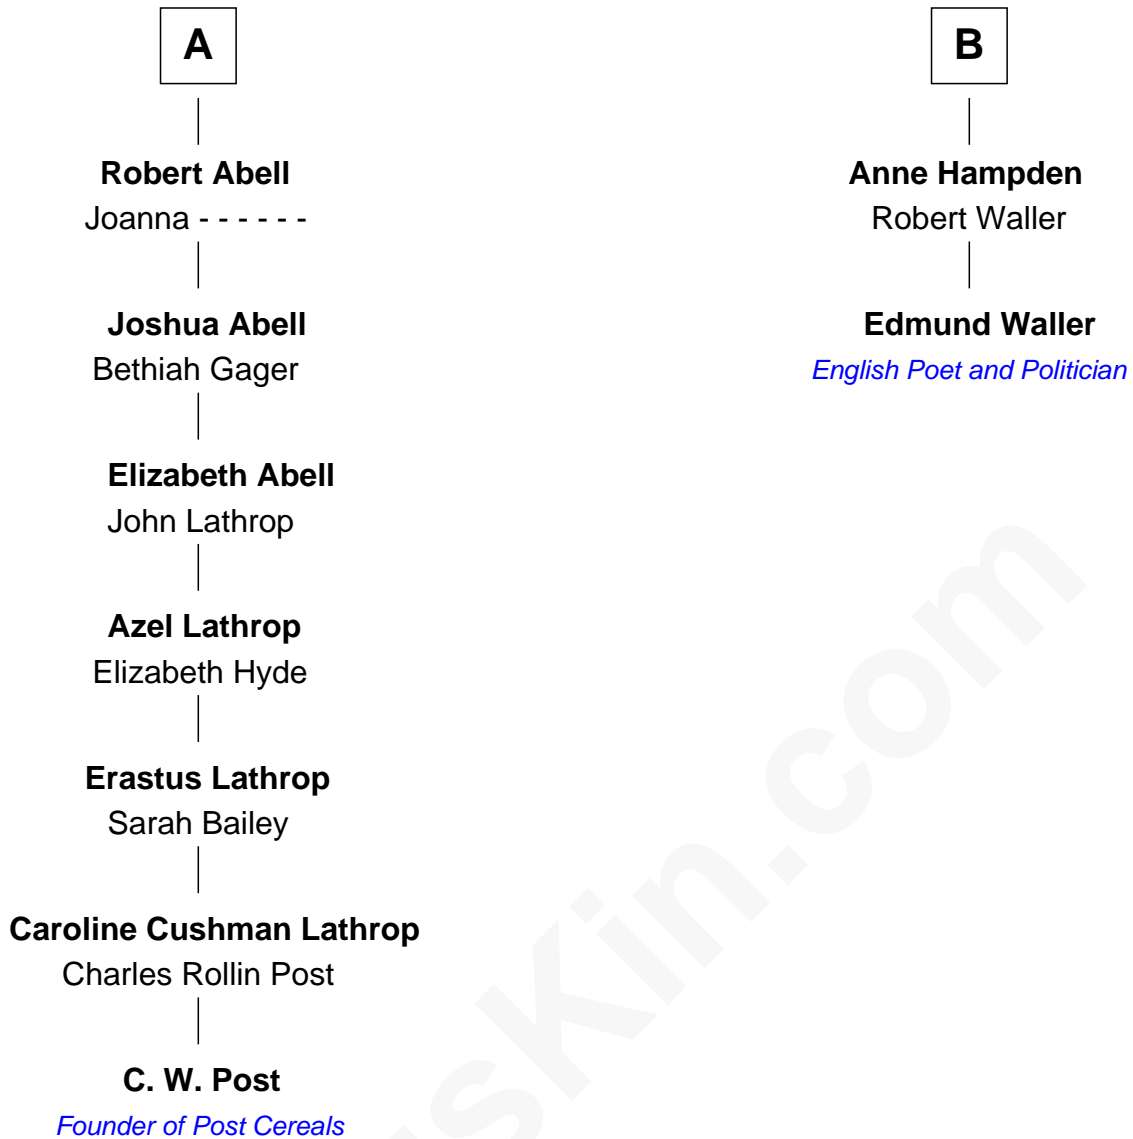 A
Robert Abell
Joanna - - - - - -
Joshua Abell
Bethiah Gager
Elizabeth Abell
John Lathrop
Azel Lathrop
Elizabeth Hyde
Erastus Lathrop
Sarah Bailey
Caroline Cushman Lathrop
Charles Rollin Post
C. W. Post
Founder of Post Cereals
B
Anne Hampden
Robert Waller
Edmund Waller
English Poet and Politician
sKin.com